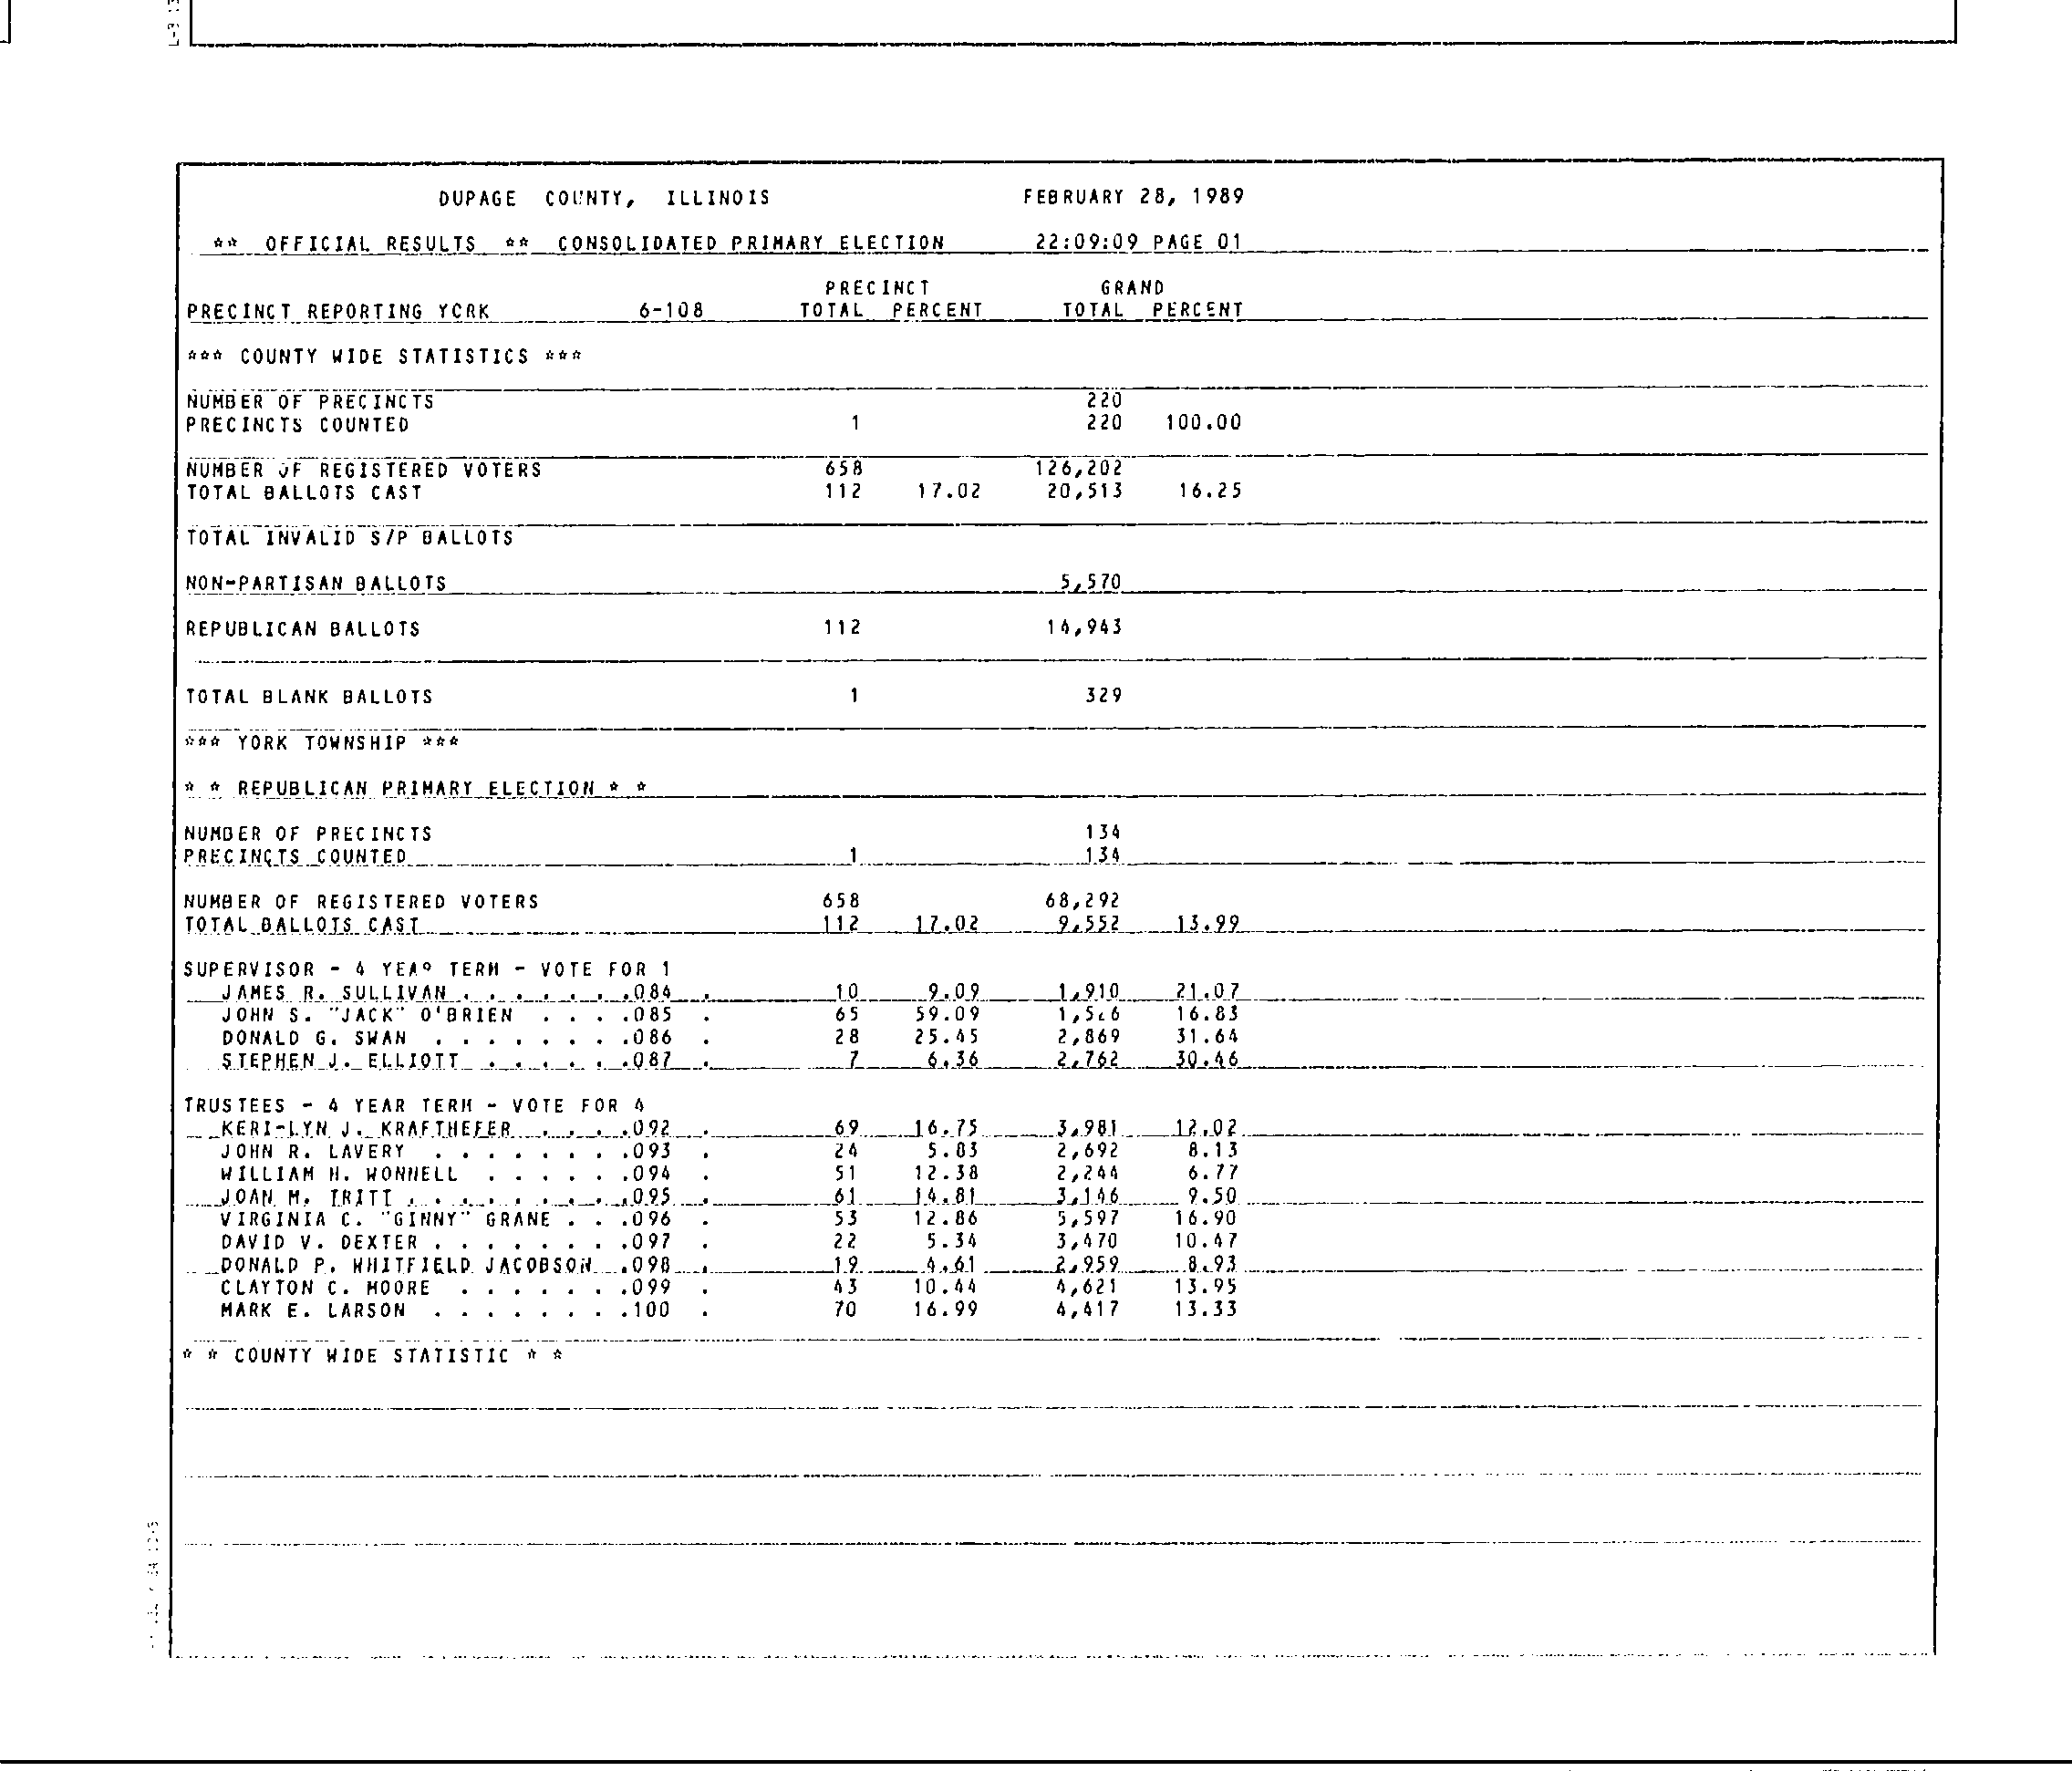 DUPAGE COUNTY, ILLINOIS FEBRUARY 28, 1989
** OFFICIAL RESULTS ** CONSOLIDATED PRIMARY ELECTION 22:09:09 PAGE 01
PRECINCT GRAND
PRECINCT REPORTING YORK 6-108 TOTAL PERCENT TOTAL PERCENT
*** COUNTY WIDE STATISTICS ***
NUMBER OF PRECINCTS 220
PRECINCTS COUNTED 1 220 100.00
NUMBER OF REGISTERED VOTERS 658 126,202
TOTAL BALLOTS CAST 112 17.02 20,513 16.25
TOTAL INVALID S/P BALLOTS
NON-PARTISAN BALLOTS 5,570
REPUBLICAN BALLOTS 112 14,943
TOTAL BLANK BALLOTS 1 329
*** YORK TOWNSHIP ***
* * REPUBLICAN PRIMARY ELECTION * *
NUMBER OF PRECINCTS 134
PRECINCTS COUNTED 1 134
NUMBER OF REGISTERED VOTERS 658 68,292
TOTAL BALLOTS CAST 112 17.02 9,552 13.99
SUPERVISOR - 4 YEAR TERM - VOTE FOR 1
JAMES R. SULLIVAN . . . . . . .084 . 10 9.09 1,910 21.07
JOHN S. "JACK" O'BRIEN . . . .085 . 65 59.09 1,526 16.83
DONALD G. SWAN . . . . . . . .086 . 28 25.45 2,869 31.64
STEPHEN J. ELLIOTT . . . . . .087 . 7 6.36 2,762 30.46
TRUSTEES - 4 YEAR TERM - VOTE FOR 4
KERI-LYN J. KRAFTHEFER . . . .092 . 69 16.75 3,981 12.02
JOHN R. LAVERY . . . . . . . .093 . 24 5.83 2,692 8.13
WILLIAM H. WONNELL . . . . . .094 . 51 12.38 2,244 6.77
JOAN M. TRITT . . . . . . . . .095 . 61 14.81 3,146 9.50
VIRGINIA C. "GINNY" GRANE . . .096 . 53 12.86 5,597 16.90
DAVID V. DEXTER . . . . . . . .097 . 22 5.34 3,470 10.47
DONALD P. WHITFIELD JACOBSON .098 . 19 4.61 2,959 8.93
CLAYTON C. MOORE . . . . . . .099 . 43 10.44 4,621 13.95
MARK E. LARSON . . . . . . . .100 . 70 16.99 4,417 13.33
* * COUNTY WIDE STATISTIC * *